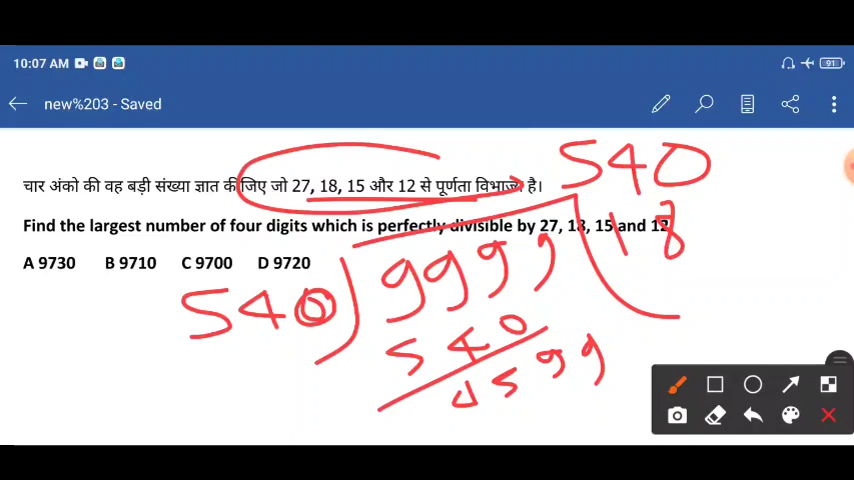 10:07 AM 91
new%203 - Saved
540
चार अंको की वह बड़ी संख्या ज्ञात कीजिए जो 27, 18, 15 और 12 से पूर्णता विभाज्य है।
Find the largest number of four digits which is perfectly divisible by 27, 18, 15 and 12
18
A 9730 B 9710 C 9700 D 9720
540) 9999
540
4599